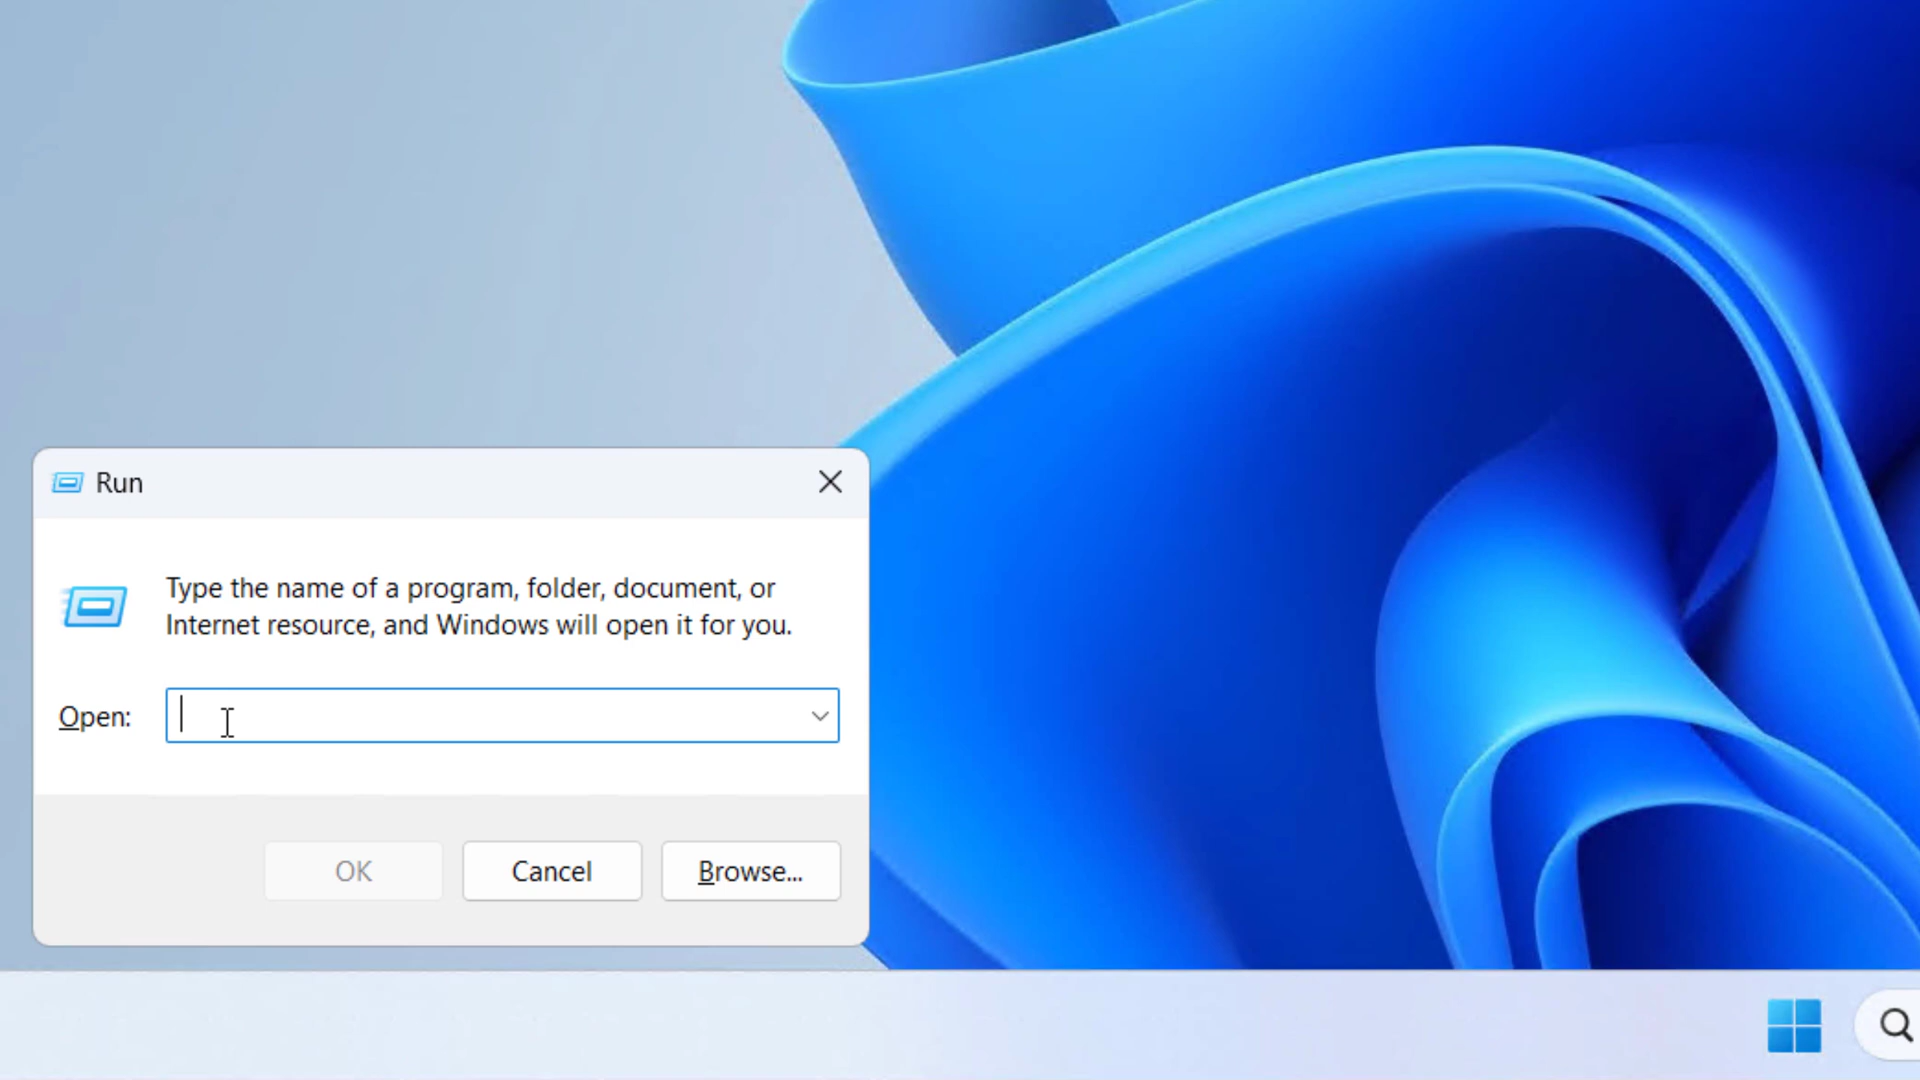 Run
Type the name of a program, folder, document, or
Internet resource, and Windows will open it for you.
Open:
OK Cancel Browse...